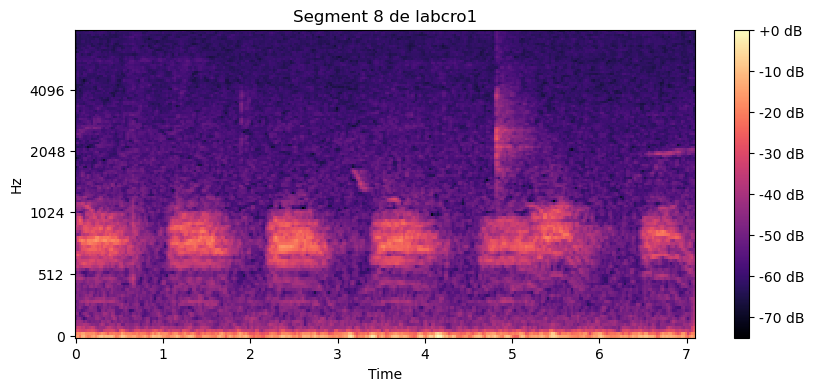 Segment 8 de labcro1
+0 dB
-10 dB
-20 dB
-30 dB
-40 dB
-50 dB
-60 dB
-70 dB
4096
2048
1024
512
0
Hz
0 1 2 3 4 5 6 7
Time